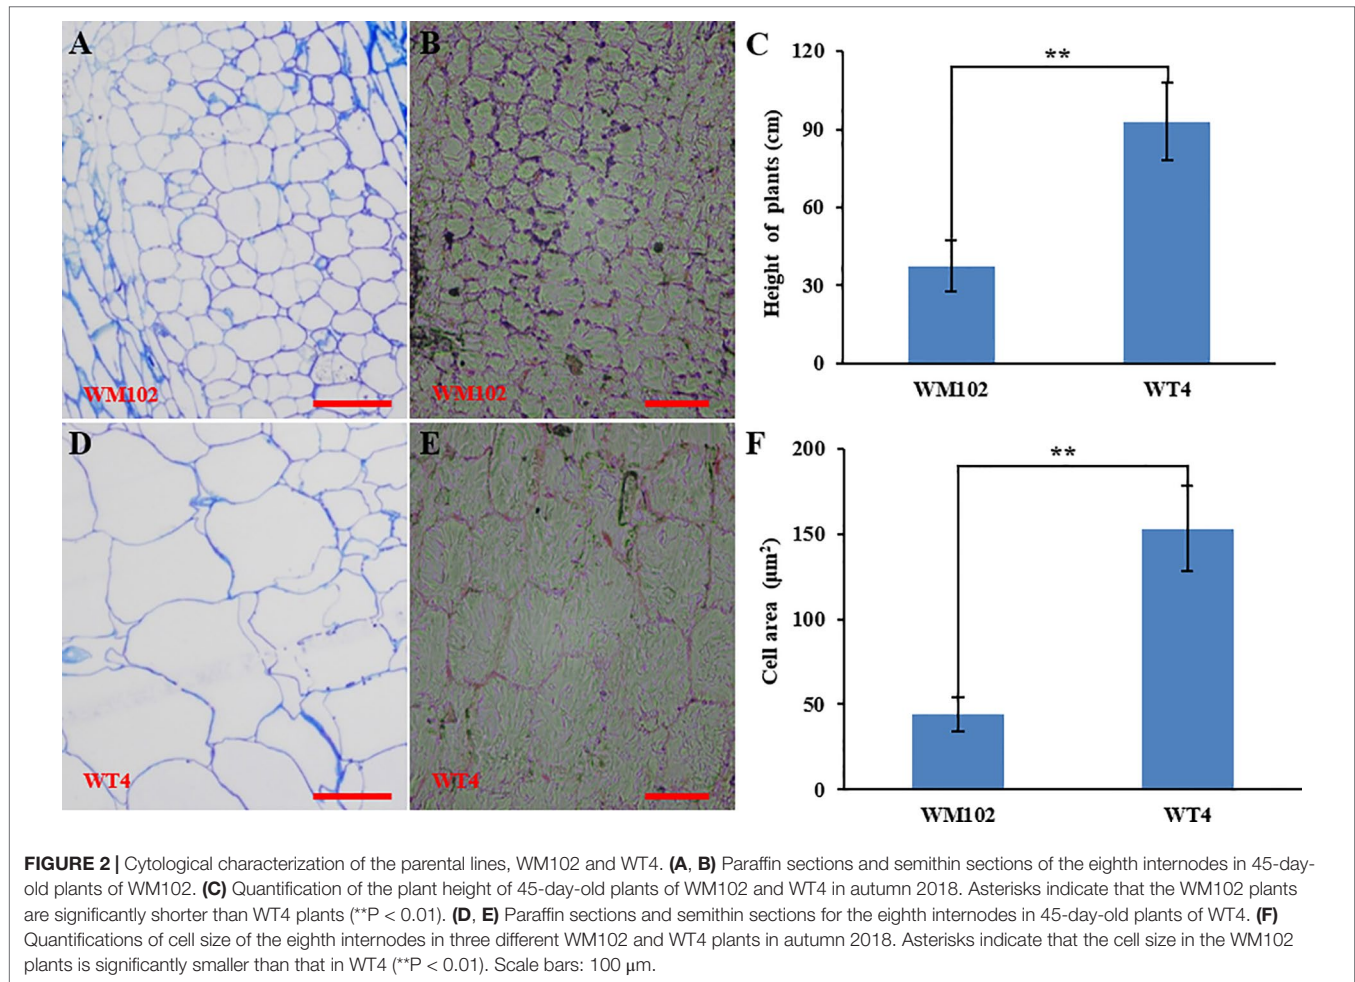 A
B
C
120
**
90
60
30
0
Height of plants (cm)
WM102
WM102
WM102
WT4
D
E
F
200
**
150
100
50
0
Cell area (µm²)
WT4
WT4
WM102
WT4
FIGURE 2 | Cytological characterization of the parental lines, WM102 and WT4. (A, B) Paraffin sections and semithin sections of the eighth internodes in 45-day-
old plants of WM102. (C) Quantification of the plant height of 45-day-old plants of WM102 and WT4 in autumn 2018. Asterisks indicate that the WM102 plants
are significantly shorter than WT4 plants (**P < 0.01). (D, E) Paraffin sections and semithin sections for the eighth internodes in 45-day-old plants of WT4. (F)
Quantifications of cell size of the eighth internodes in three different WM102 and WT4 plants in autumn 2018. Asterisks indicate that the cell size in the WM102
plants is significantly smaller than that in WT4 (**P < 0.01). Scale bars: 100 μm.